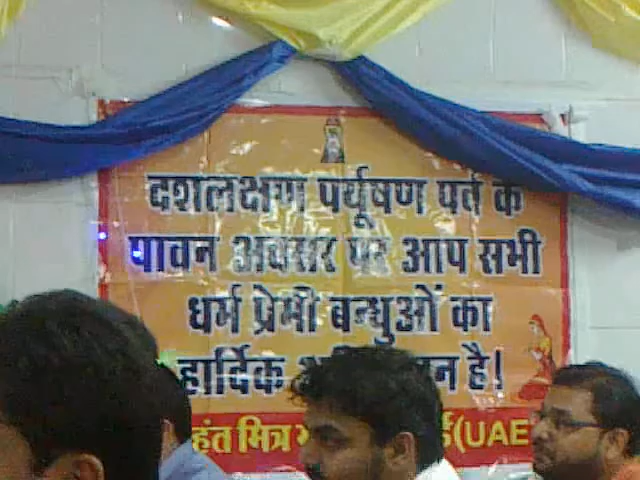 दशलक्षण पर्यूषण पर्व के
पावन अवसर पर आप सभी
धर्म प्रेमी बन्धुओं का
हार्दिक है!
मित्र (UAE